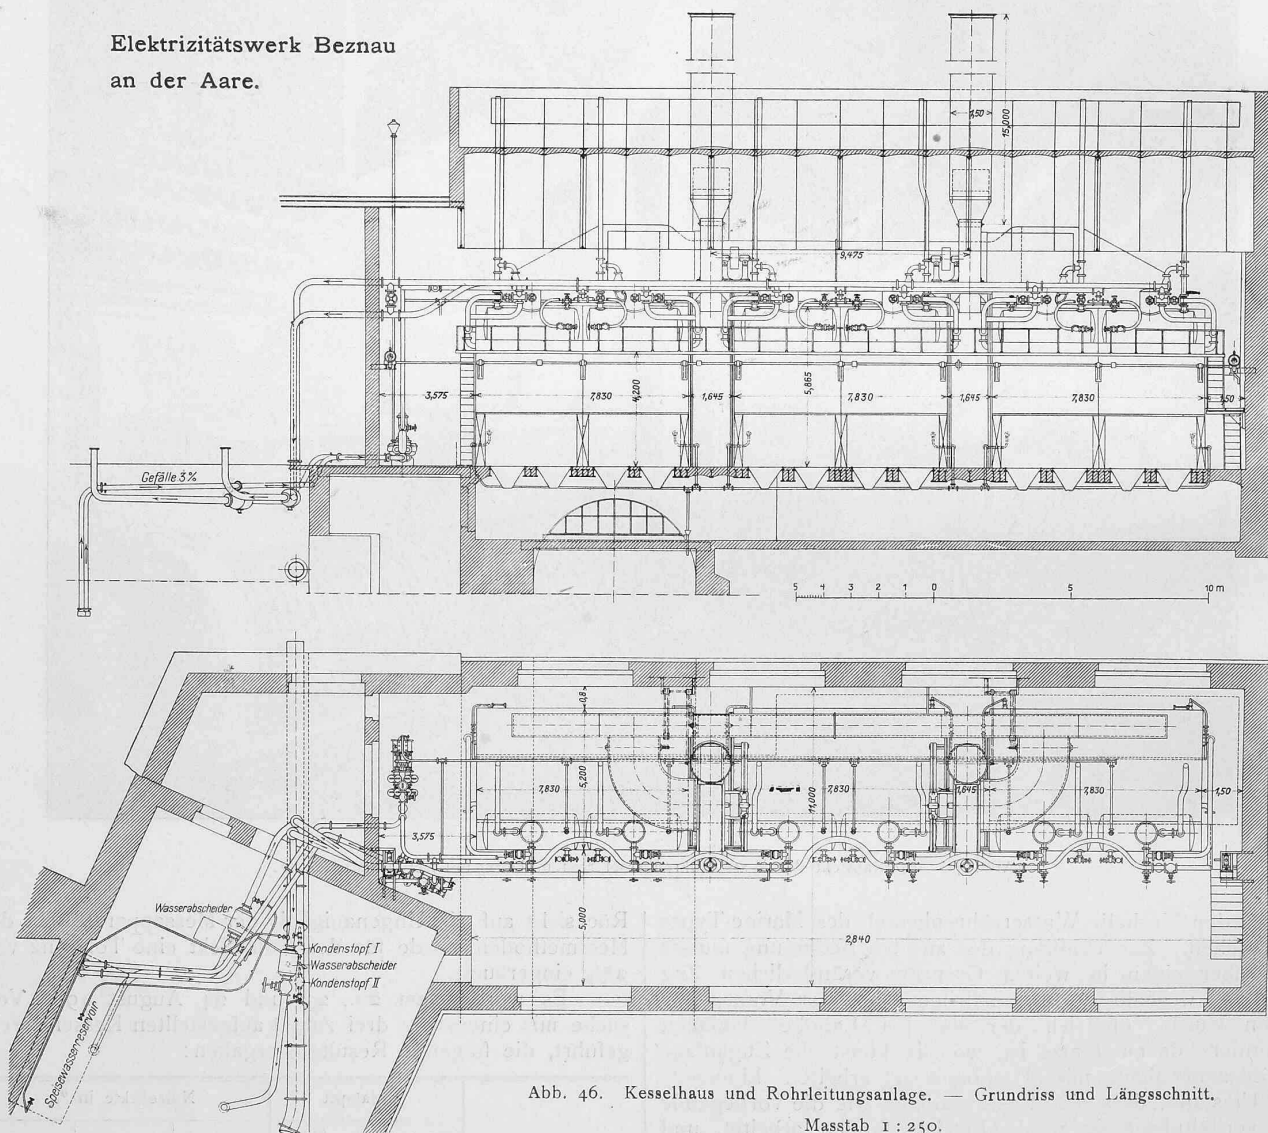 Elektrizitätswerk Beznau
an der Aare.
1,50
15,000
9,475
3,575
7,830
4,200
1,645
5,865
7,830
1,645
7,830
1,50
Gefälle 3%
5 4 3 2 1 0 5 10 m
0,8
7,830
5,200
11,000
7,830
1,645
7,830
1,50
3,575
5,000
2,840
Wasserabscheider
Kondenstopf I
Wasserabscheider
Kondenstopf II
Speisewasserreservoir
Abb. 46. Kesselhaus und Rohrleitungsanlage. — Grundriss und Längsschnitt.
Masstab 1 : 250.